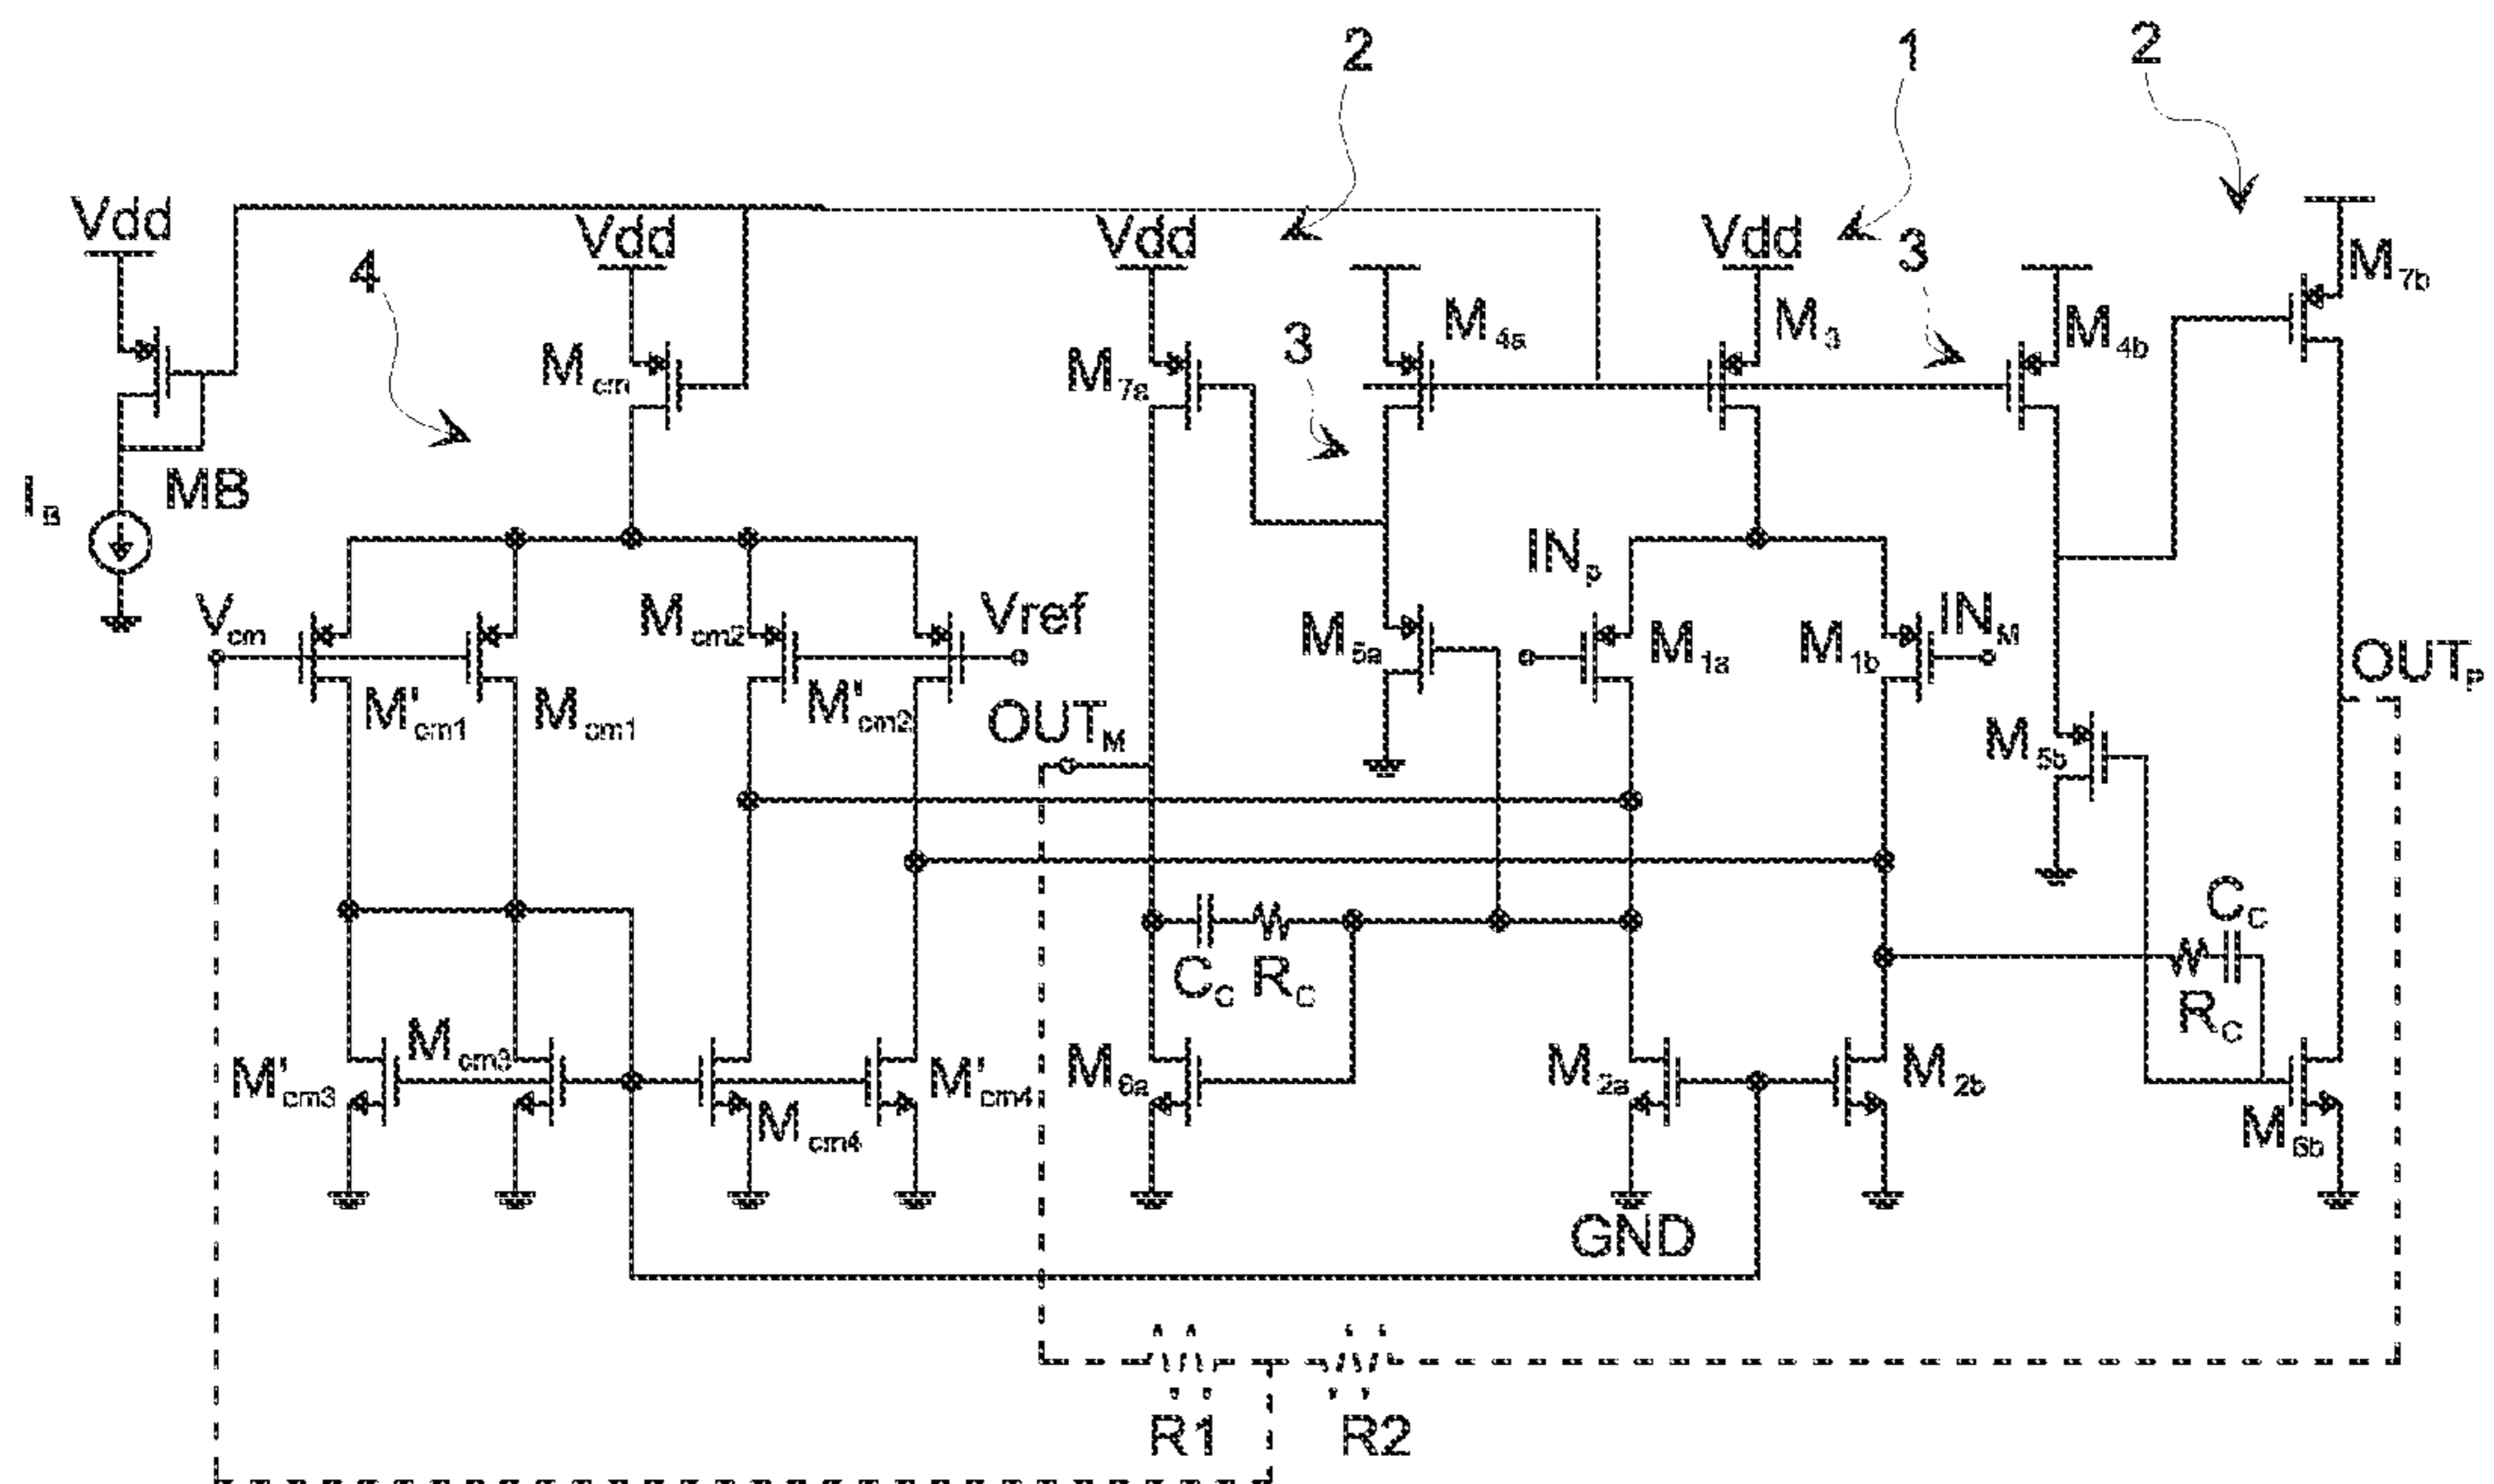 2
1
2
Vdd
Vdd
Vdd
Vdd
4
3
3
M7b
M4a
M3
M4b
Mcm
M7a
IB
MB
INp
INM
Vcm
Mcm2
Vref
M5a
M1a
M1b
OUTP
M'cm1
Mcm1
M'cm2
OUTM
M5b
CC
CC RC
RC
M'cm3
Mcm3
Mcm4
M'cm4
M6a
M2a
M2b
M6b
GND
R1
R2